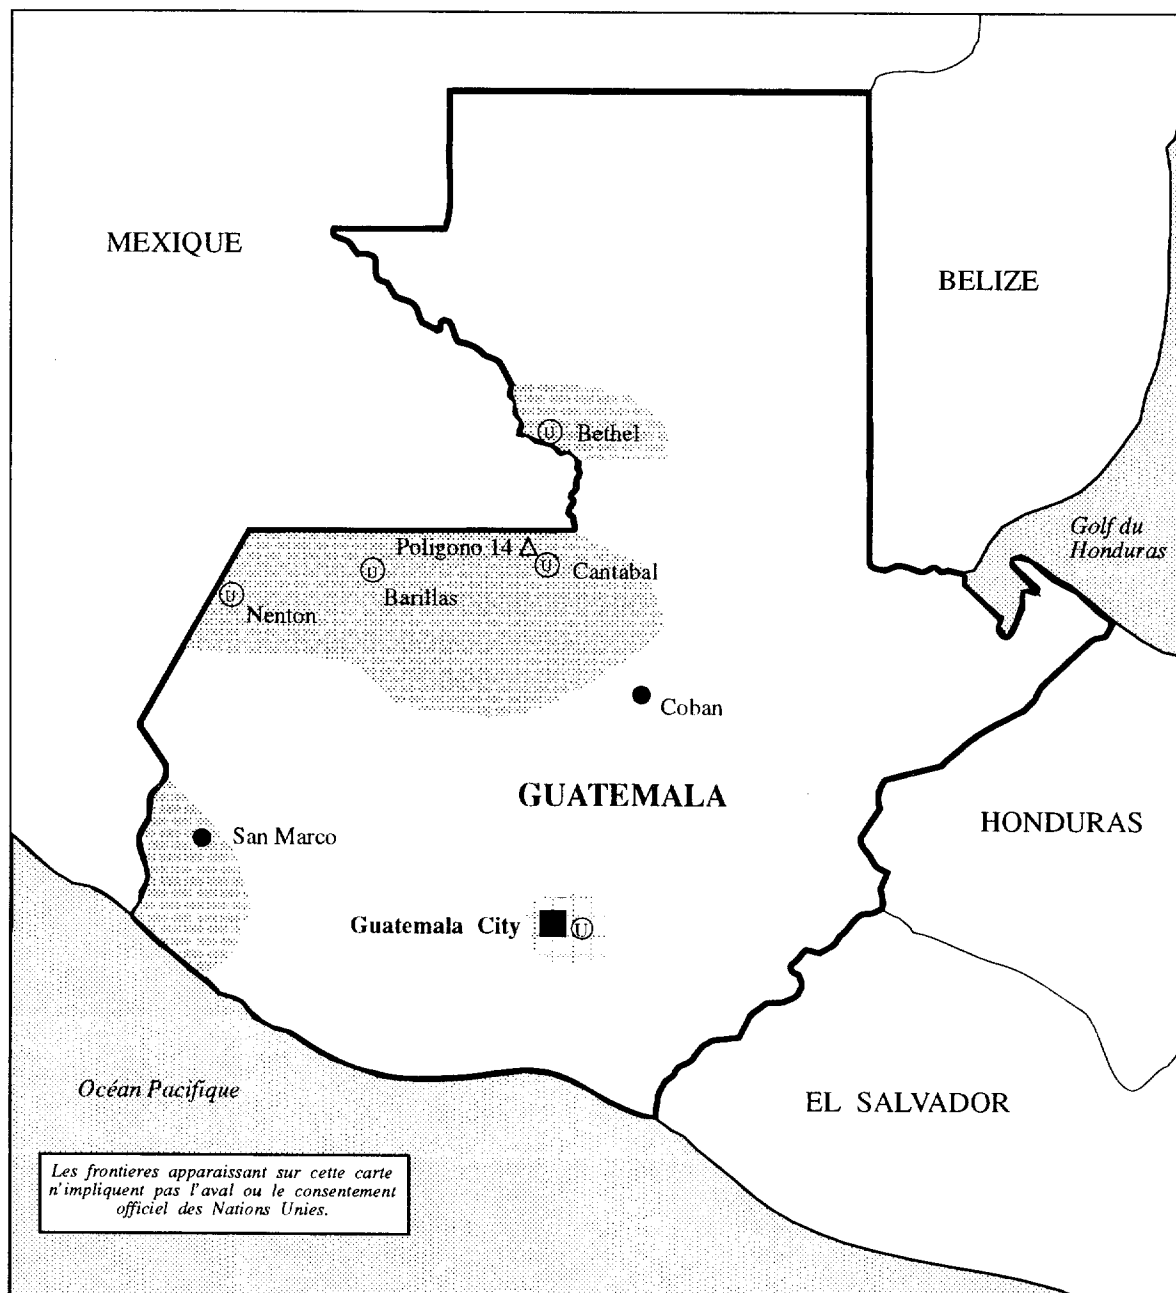 MEXIQUE
BELIZE
U Bethel
Golf du
Honduras
Poligono 14
U Cantabal
U Barillas
U Nenton
Coban
GUATEMALA
HONDURAS
San Marco
Guatemala City U
Océan Pacifique
EL SALVADOR
Les frontieres apparaissant sur cette carte
n'impliquent pas l'aval ou le consentement
officiel des Nations Unies.